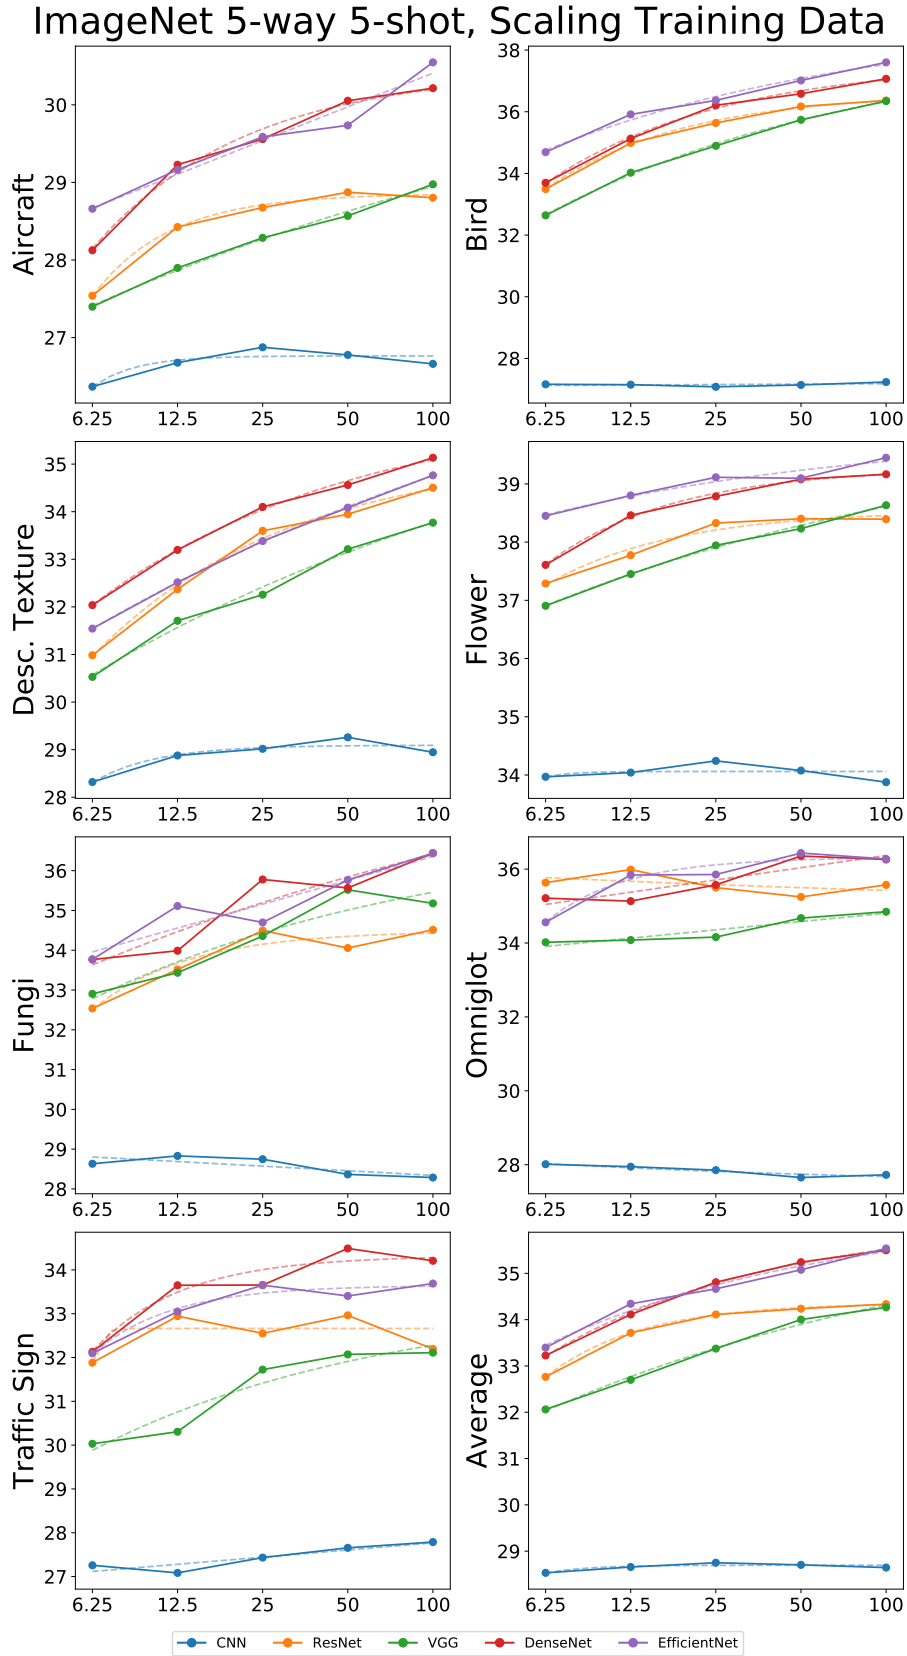 ImageNet 5-way 5-shot, Scaling Training Data
Aircraft
30
29
28
27
6.25 12.5 25 50 100
Bird
38
36
34
32
30
28
6.25 12.5 25 50 100
Desc. Texture
35
34
33
32
31
30
29
28
6.25 12.5 25 50 100
Flower
39
38
37
36
35
34
6.25 12.5 25 50 100
Fungi
36
35
34
33
32
31
30
29
28
6.25 12.5 25 50 100
Omniglot
36
34
32
30
28
6.25 12.5 25 50 100
Traffic Sign
34
33
32
31
30
29
28
27
6.25 12.5 25 50 100
Average
35
34
33
32
31
30
29
6.25 12.5 25 50 100
CNN ResNet VGG DenseNet EfficientNet